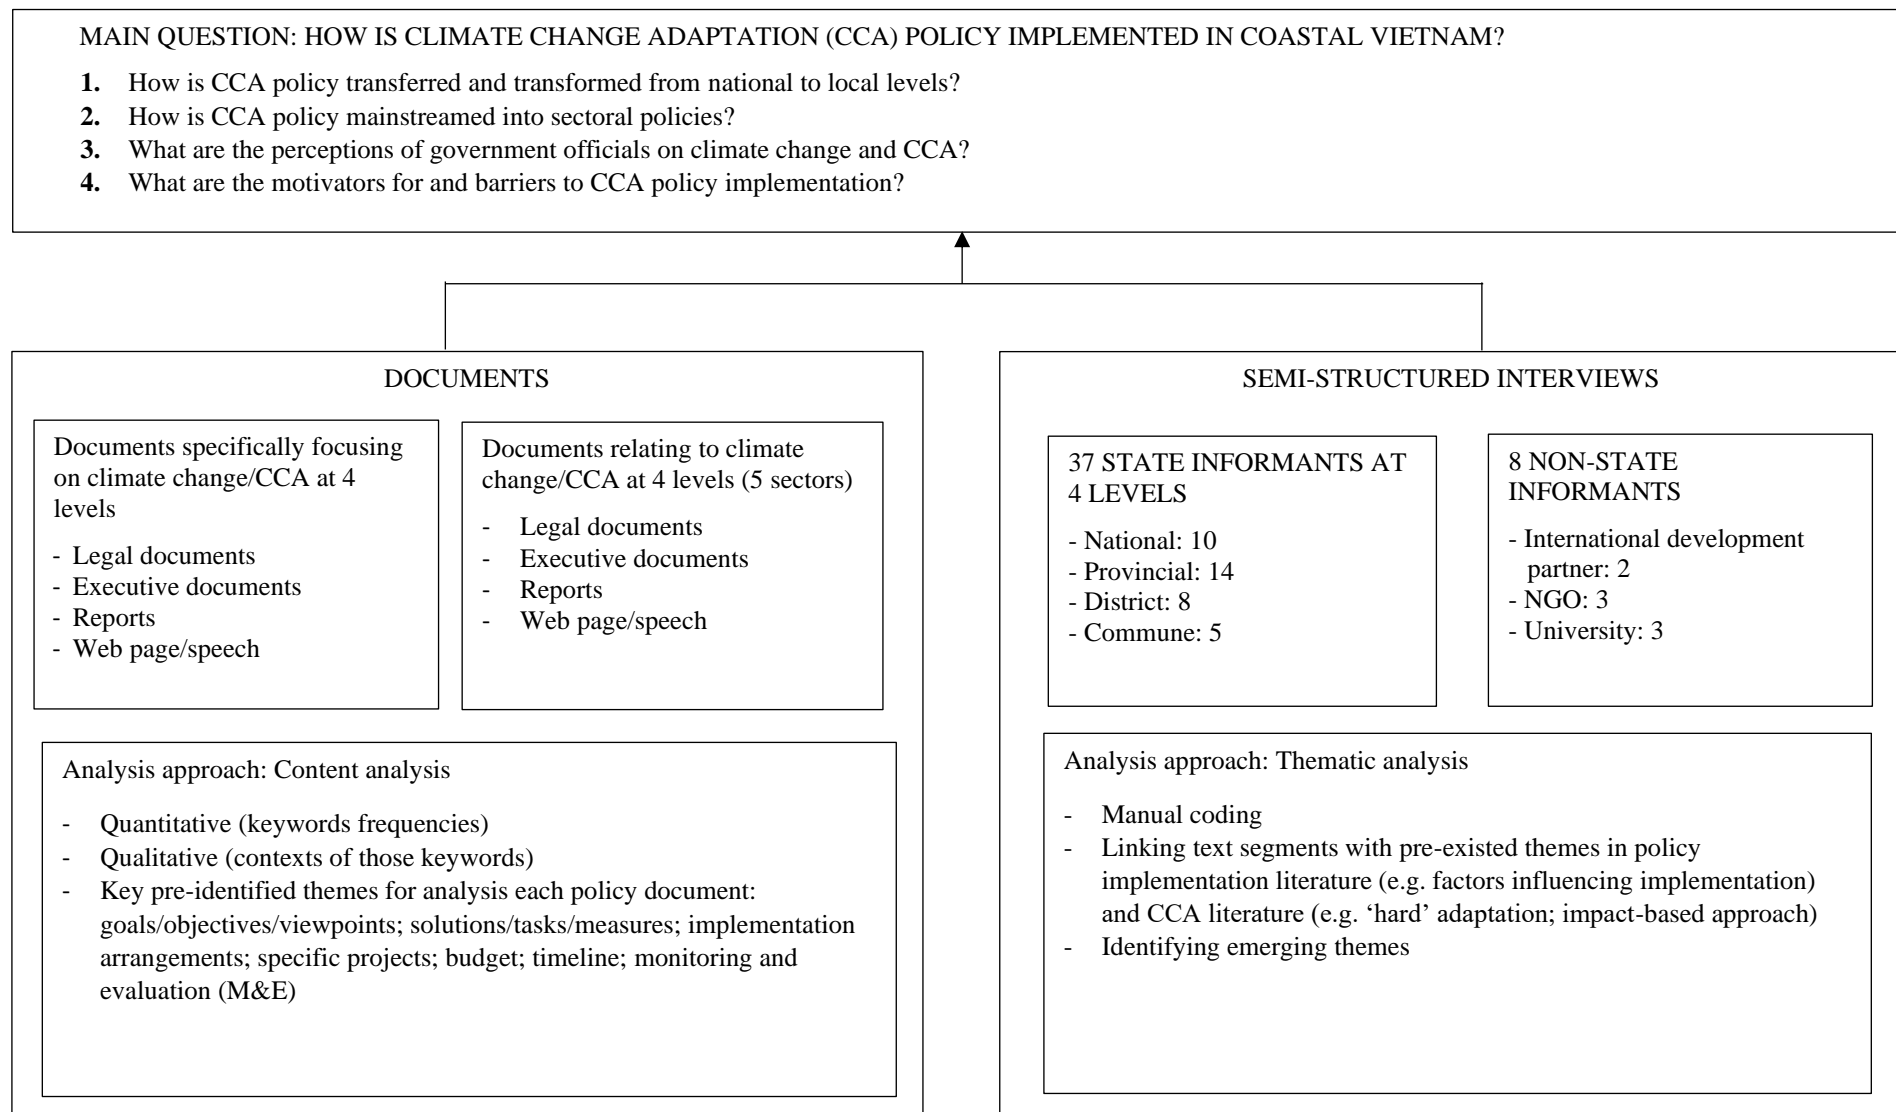 MAIN QUESTION: HOW IS CLIMATE CHANGE ADAPTATION (CCA) POLICY IMPLEMENTED IN COASTAL VIETNAM?
1. How is CCA policy transferred and transformed from national to local levels?
2. How is CCA policy mainstreamed into sectoral policies?
3. What are the perceptions of government officials on climate change and CCA?
4. What are the motivators for and barriers to CCA policy implementation?
DOCUMENTS
Documents specifically focusing
on climate change/CCA at 4
levels
- Legal documents
- Executive documents
- Reports
- Web page/speech
Documents relating to climate
change/CCA at 4 levels (5 sectors)
- Legal documents
- Executive documents
- Reports
- Web page/speech
Analysis approach: Content analysis
- Quantitative (keywords frequencies)
- Qualitative (contexts of those keywords)
- Key pre-identified themes for analysis each policy document:
goals/objectives/viewpoints; solutions/tasks/measures; implementation
arrangements; specific projects; budget; timeline; monitoring and
evaluation (M&E)
SEMI-STRUCTURED INTERVIEWS
37 STATE INFORMANTS AT
4 LEVELS
- National: 10
- Provincial: 14
- District: 8
- Commune: 5
8 NON-STATE
INFORMANTS
- International development
partner: 2
- NGO: 3
- University: 3
Analysis approach: Thematic analysis
- Manual coding
- Linking text segments with pre-existed themes in policy
implementation literature (e.g. factors influencing implementation)
and CCA literature (e.g. ‘hard’ adaptation; impact-based approach)
- Identifying emerging themes